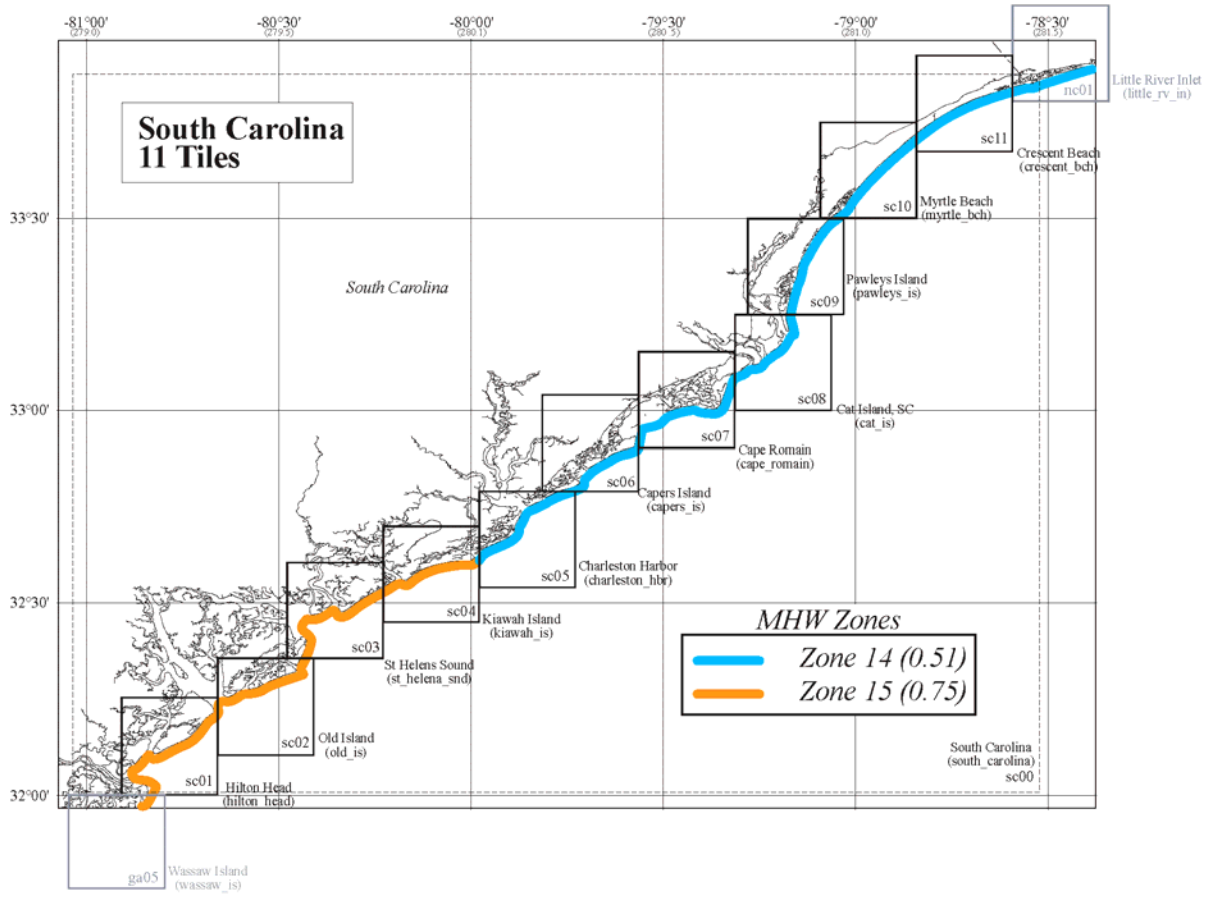 -81°00' -80°30' -80°00' -79°30' -79°00' -78°30'
(279.0) (279.5) (280.1) (280.5) (281.0) (281.5)
South Carolina
11 Tiles
Little River Inlet
(little_rv_in)
nc01
sc11
Crescent Beach
(crescent_bch)
sc10
Myrtle Beach
(myrtle_bch)
33°30'
South Carolina
Pawleys Island
(pawleys_is)
sc09
33°00'
sc08
Cat Island, SC
(cat_is)
sc07
Cape Romain
(cape_romain)
sc06
Capers Island
(capers_is)
sc05
Charleston Harbor
(charleston_hbr)
32°30'
sc04
Kiawah Island
(kiawah_is)
sc03
St Helens Sound
(st_helena_snd)
MHW Zones
Zone 14 (0.51)
Zone 15 (0.75)
sc02
Old Island
(old_is)
South Carolina
(south_carolina)
sc00
32°00'
sc01
Hilton Head
(hilton_head)
ga05
Wassaw Island
(wassaw_is)